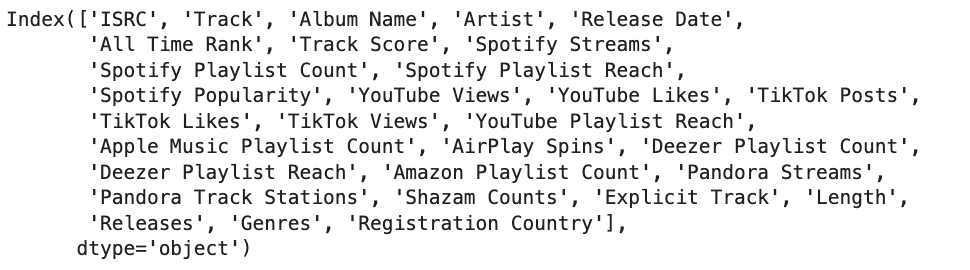 Index(['ISRC', 'Track', 'Album Name', 'Artist', 'Release Date',
'All Time Rank', 'Track Score', 'Spotify Streams',
'Spotify Playlist Count', 'Spotify Playlist Reach',
'Spotify Popularity', 'YouTube Views', 'YouTube Likes', 'TikTok Posts',
'TikTok Likes', 'TikTok Views', 'YouTube Playlist Reach',
'Apple Music Playlist Count', 'AirPlay Spins', 'Deezer Playlist Count',
'Deezer Playlist Reach', 'Amazon Playlist Count', 'Pandora Streams',
'Pandora Track Stations', 'Shazam Counts', 'Explicit Track', 'Length',
'Releases', 'Genres', 'Registration Country'],
dtype='object')